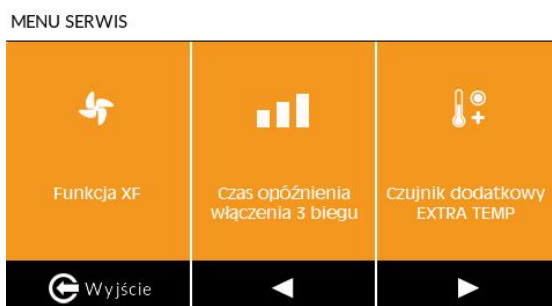 MENU SERWIS
Funkcja XF
Czas opóźnienia
włączenia 3 biegu
Czujnik dodatkowy
EXTRA TEMP
Wyjście